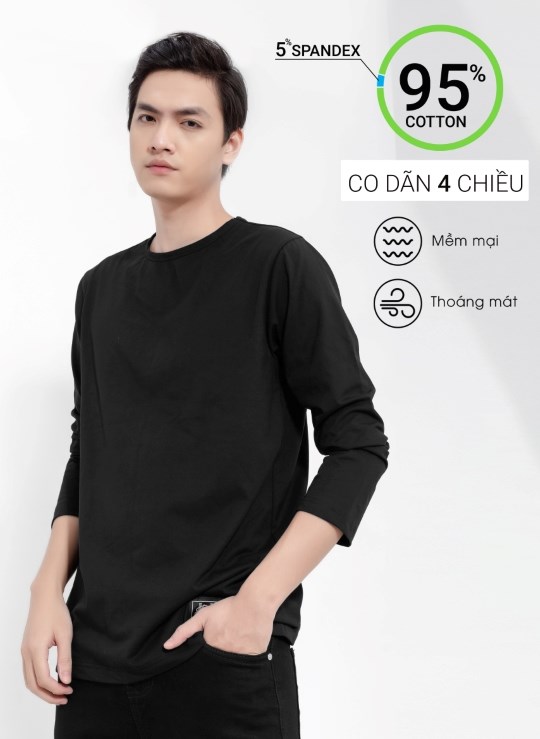 5% SPANDEX
95%
COTTON
CO DÃN 4 CHIỀU
Mềm mại
Thoáng mát